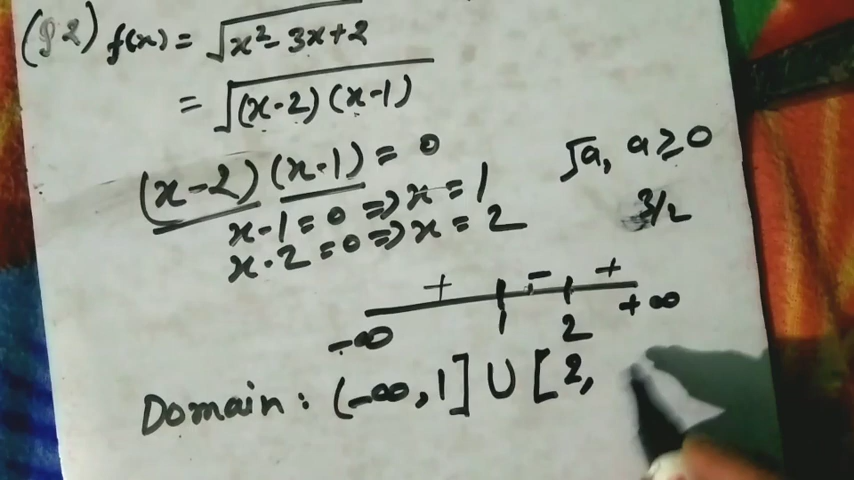 (Q2) f(x) = √x²-3x+2
= √(x-2)(x-1)
(x-2)(x-1) = 0
√a, a≥0
x-1=0 ⇒ x = 1
x-2=0 ⇒ x = 2
3/2
+ - +
-∞ 1 2 +∞
Domain: (-∞, 1] ∪ [2,